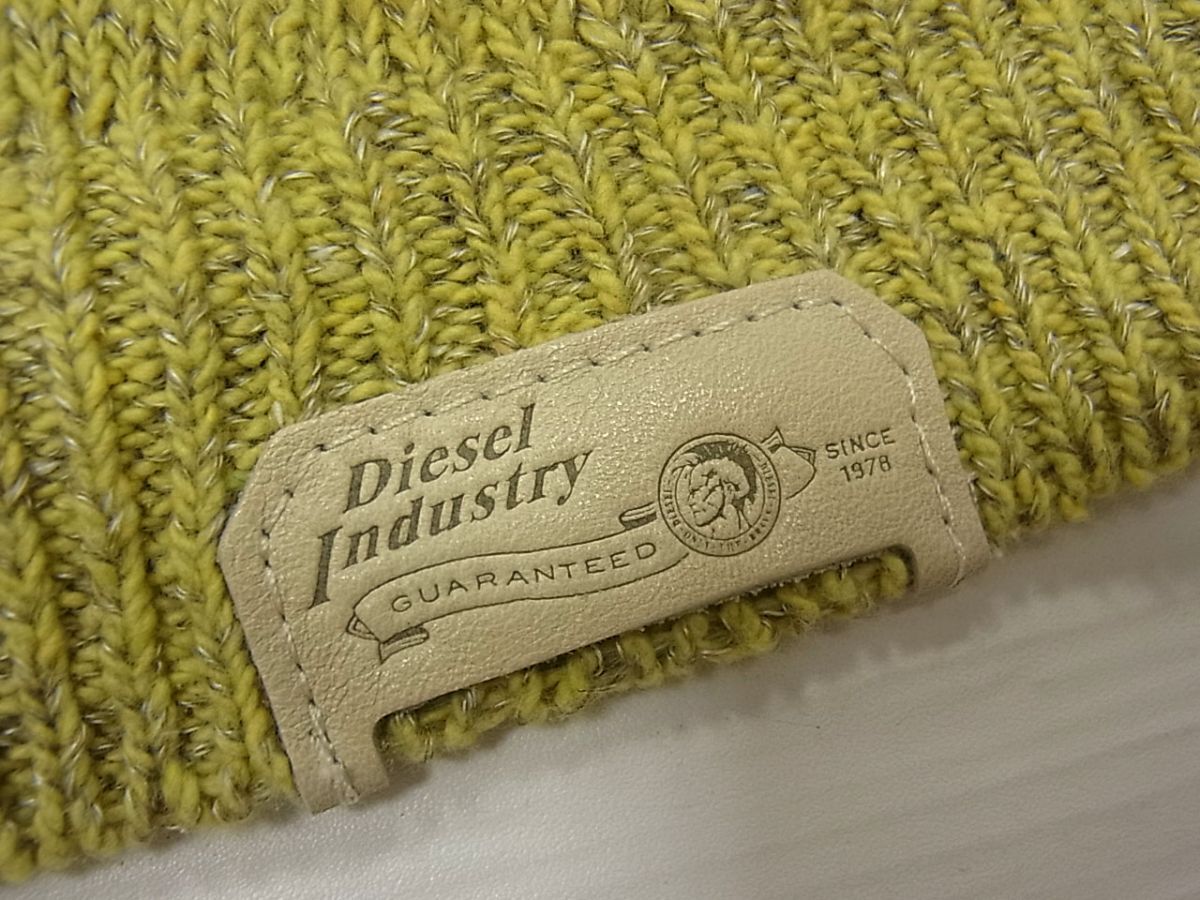 Diesel
Industry
GUARANTEED
SINCE
1978